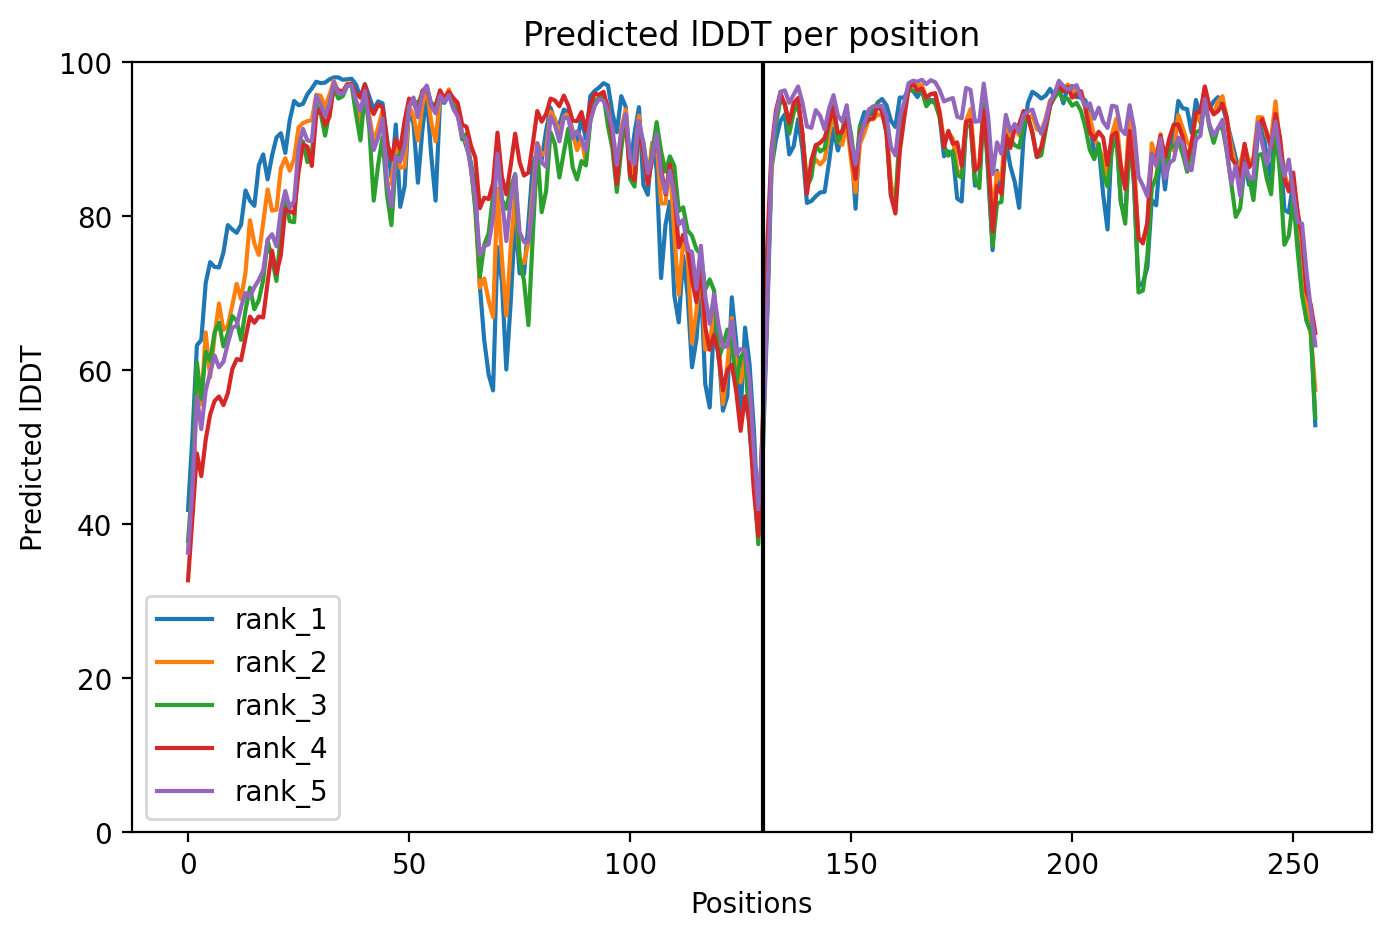 Predicted lDDT per position
Predicted lDDT
100
80
60
40
20
0
rank_1
rank_2
rank_3
rank_4
rank_5
0 50 100 150 200 250
Positions